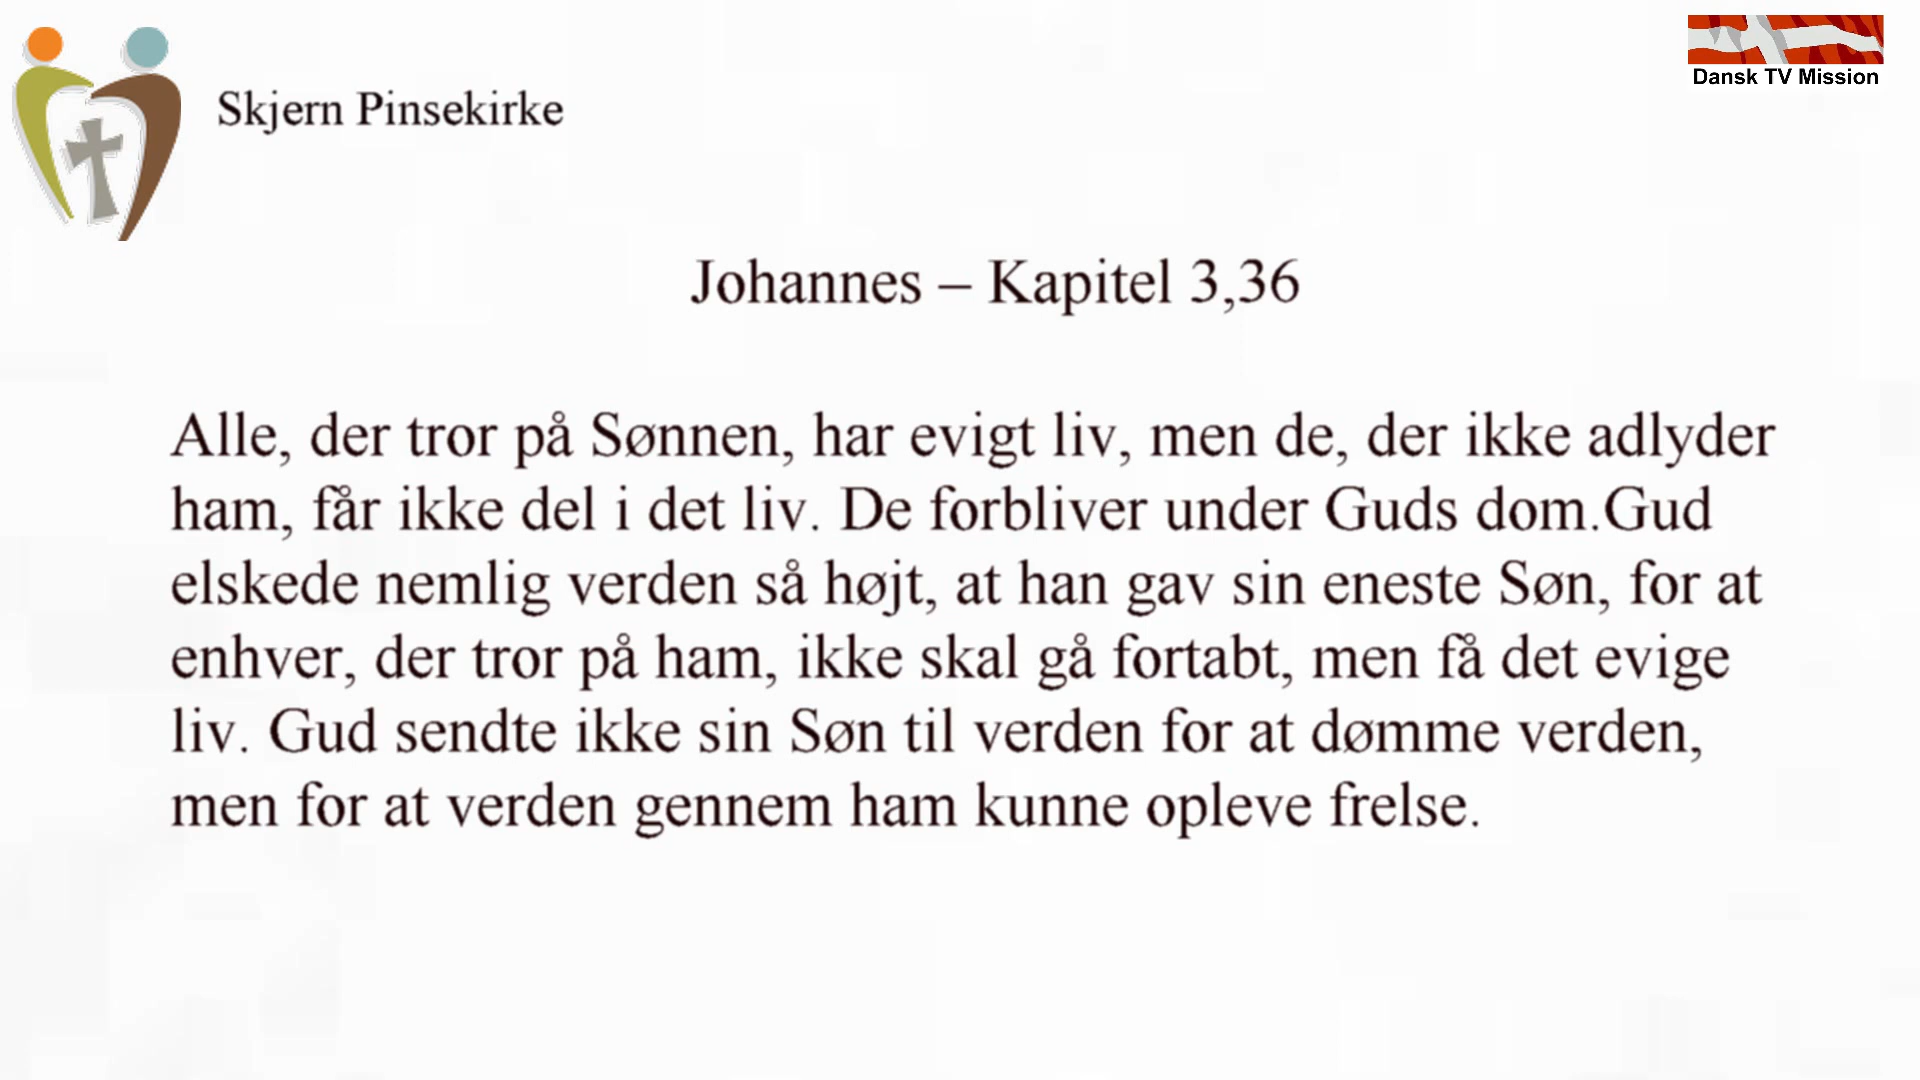 Skjern Pinsekirke
Dansk TV Mission
Johannes – Kapitel 3,36
Alle, der tror på Sønnen, har evigt liv, men de, der ikke adlyder
ham, får ikke del i det liv. De forbliver under Guds dom.Gud
elskede nemlig verden så højt, at han gav sin eneste Søn, for at
enhver, der tror på ham, ikke skal gå fortabt, men få det evige
liv. Gud sendte ikke sin Søn til verden for at dømme verden,
men for at verden gennem ham kunne opleve frelse.